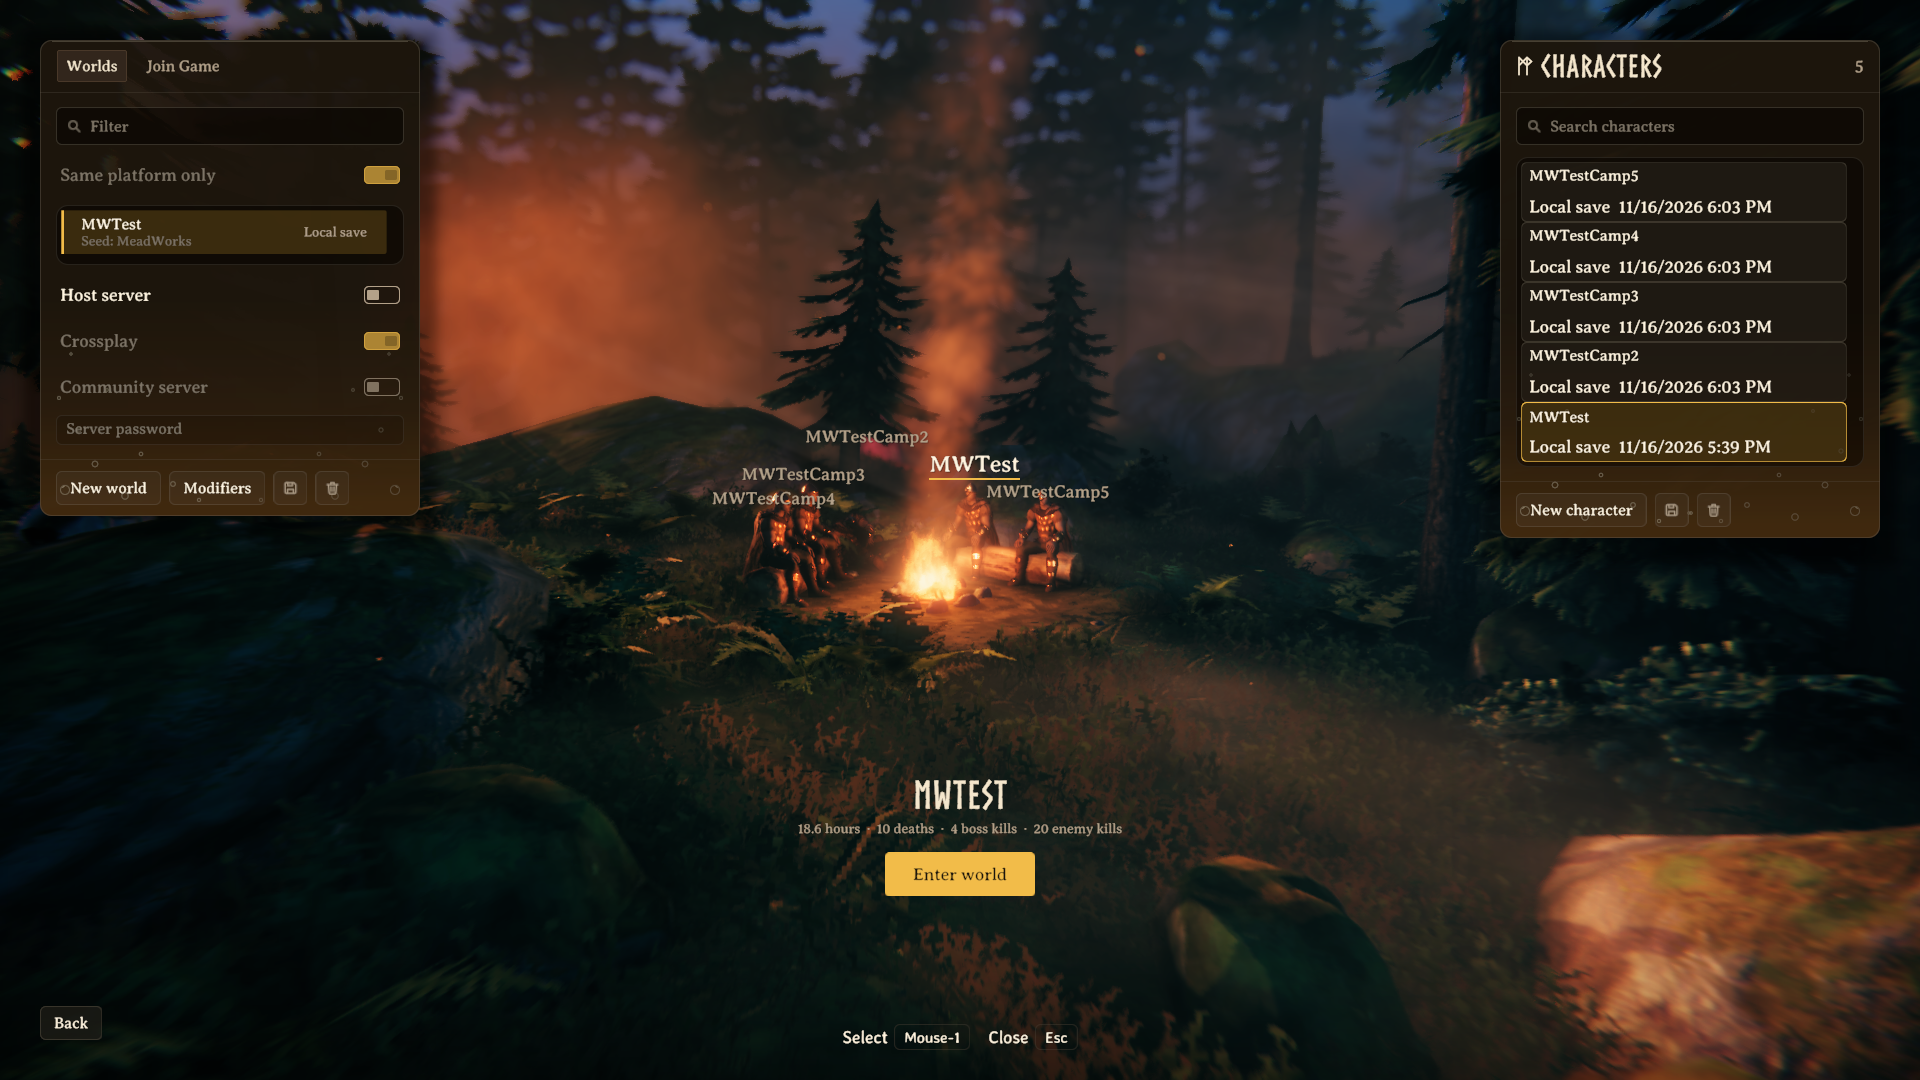 Worlds Join Game
Filter
Same platform only
MWTest
Seed: MeadWorks
Local save
Host server
Crossplay
Community server
Server password
New world Modifiers
CHARACTERS 5
Search characters
MWTestCamp5
Local save 11/16/2026 6:03 PM
MWTestCamp4
Local save 11/16/2026 6:03 PM
MWTestCamp3
Local save 11/16/2026 6:03 PM
MWTestCamp2
Local save 11/16/2026 6:03 PM
MWTest
Local save 11/16/2026 5:39 PM
New character
MWTestCamp2
MWTest
MWTestCamp3
MWTestCamp5
MWTestCamp4
MWTEST
18.6 hours · 10 deaths · 4 boss kills · 20 enemy kills
Enter world
Back
Select Mouse-1 Close Esc